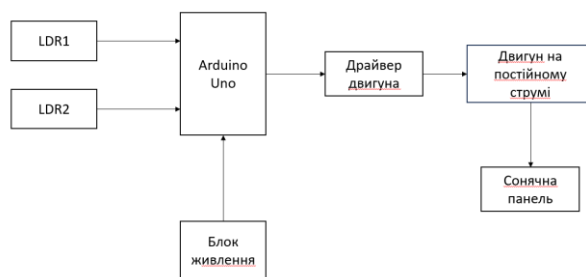 LDR1
LDR2
Arduino
Uno
Драйвер
двигуна
Двигун на
постійному
струмі
Сонячна
панель
Блок
живлення